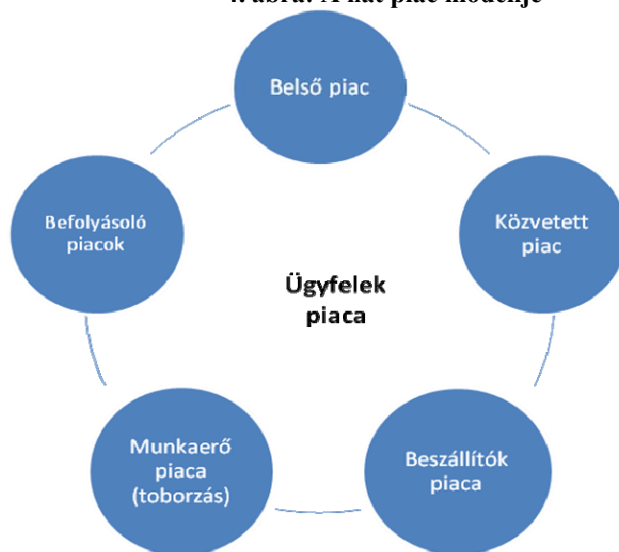 4. ábra: A hat piac modellje
Belső piac
Közvetett
piac
Beszállítók
piaca
Munkaerő
piaca
(toborzás)
Befolyásoló
piacok
Ügyfelek
piaca